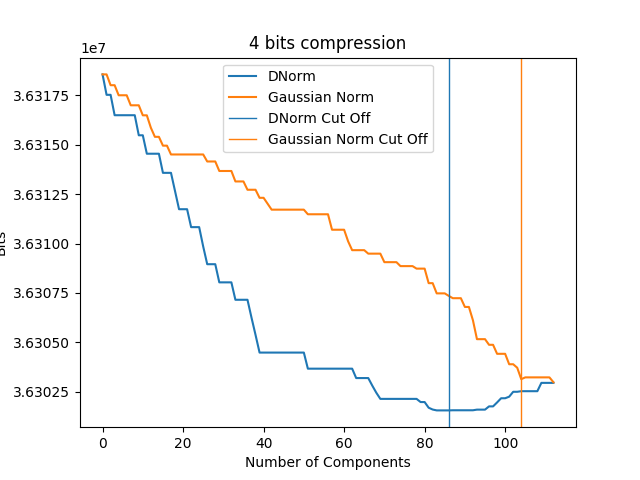 4 bits compression
1e7
DNorm
Gaussian Norm
DNorm Cut Off
Gaussian Norm Cut Off
3.63175
3.63150
3.63125
3.63100
3.63075
3.63050
3.63025
Bits
0 20 40 60 80 100
Number of Components